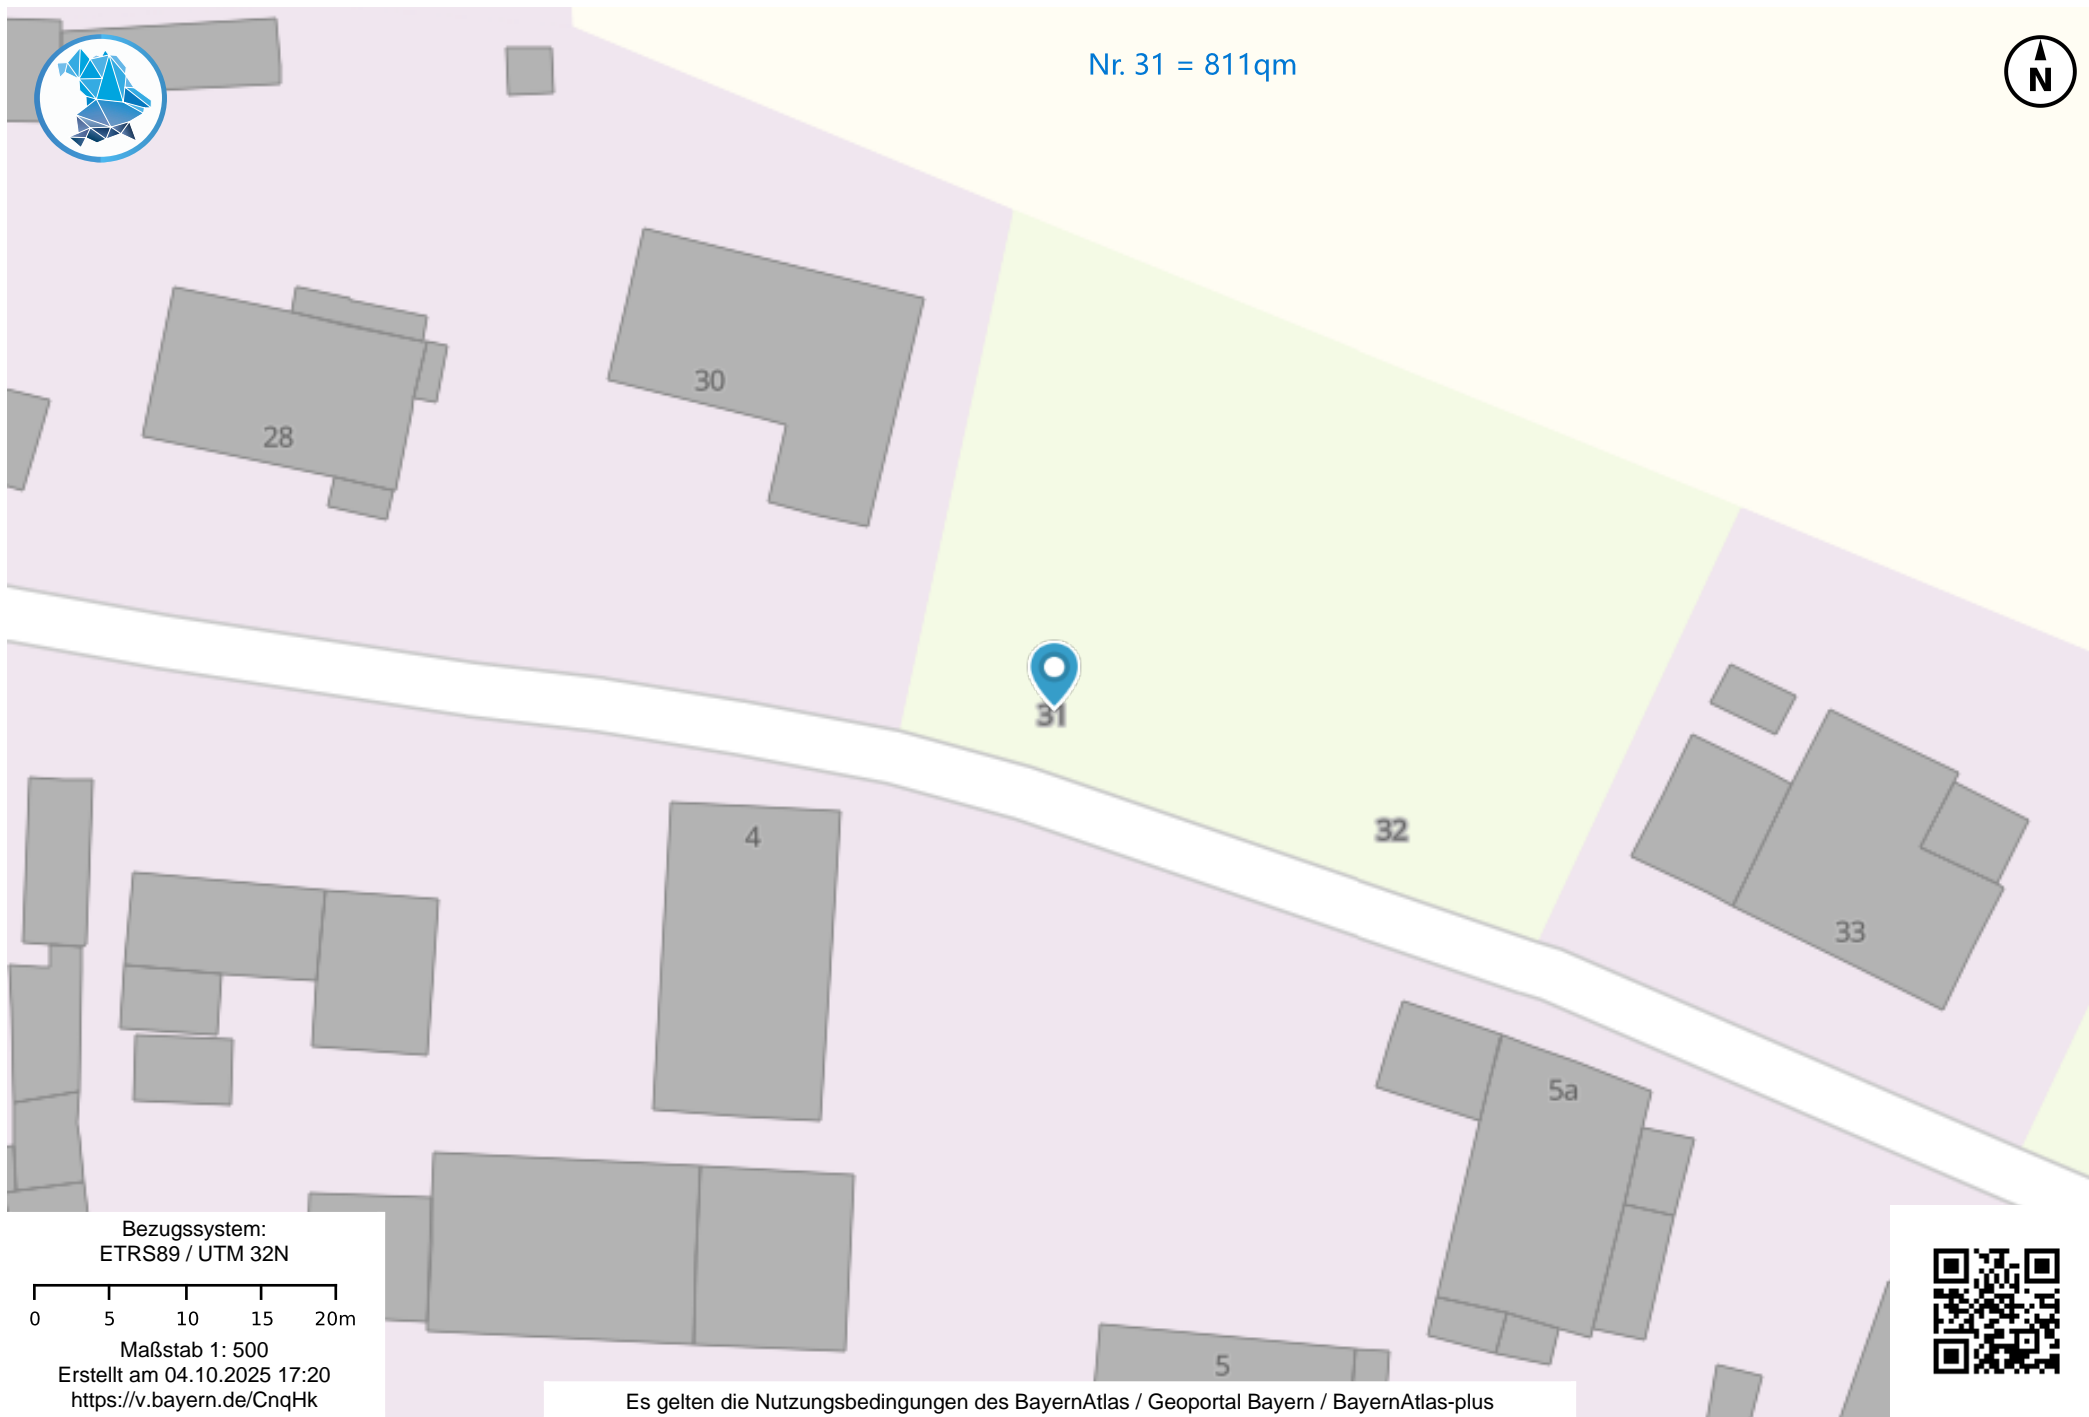 Nr. 31 = 811qm
N
30
28
31
32
4
33
5a
5
Bezugssystem:
ETRS89 / UTM 32N
0 5 10 15 20m
Maßstab 1: 500
Erstellt am 04.10.2025 17:20
https://v.bayern.de/CnqHk
Es gelten die Nutzungsbedingungen des BayernAtlas / Geoportal Bayern / BayernAtlas-plus